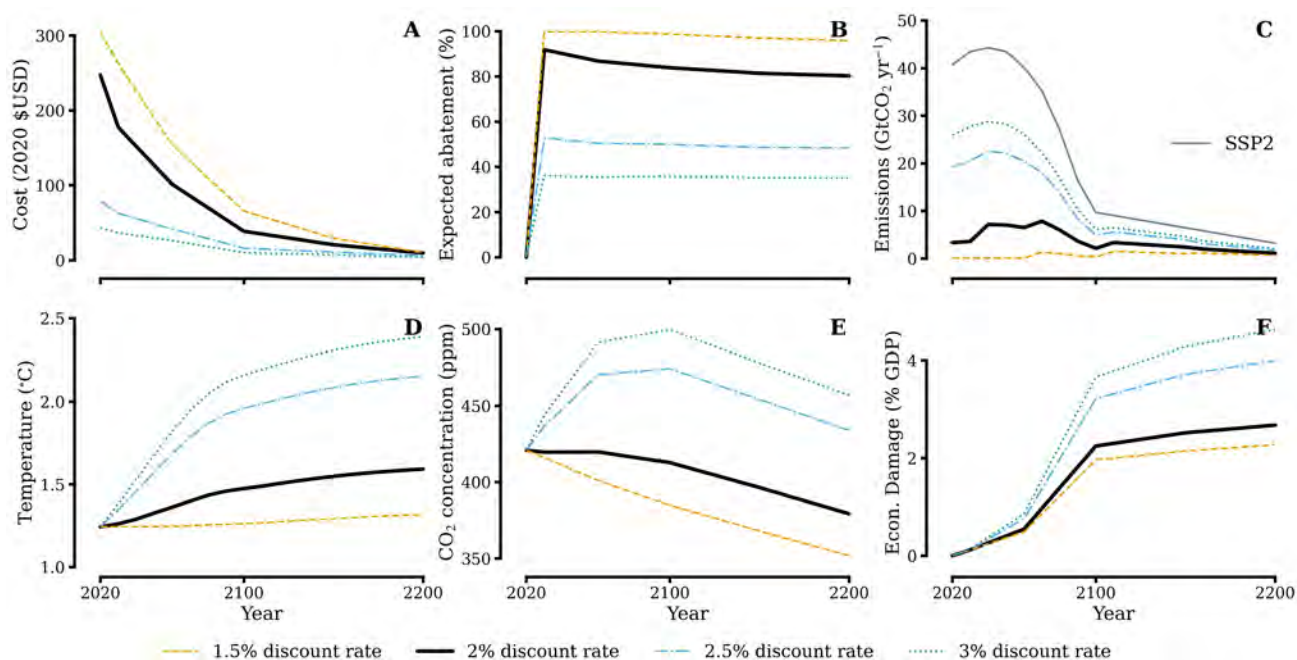 A
Cost (2020 $USD)
300
200
100
0
B
Expected abatement (%)
100
80
60
40
20
0
C
Emissions (GtCO₂ yr⁻¹)
50
40
30
20
10
0
SSP2
D
Temperature (°C)
2.5
2.0
1.5
1.0
2020 2100 2200
Year
E
CO₂ concentration (ppm)
500
450
400
350
2020 2100 2200
Year
F
Econ. Damage (% GDP)
4
2
0
2020 2100 2200
Year
1.5% discount rate 2% discount rate 2.5% discount rate 3% discount rate